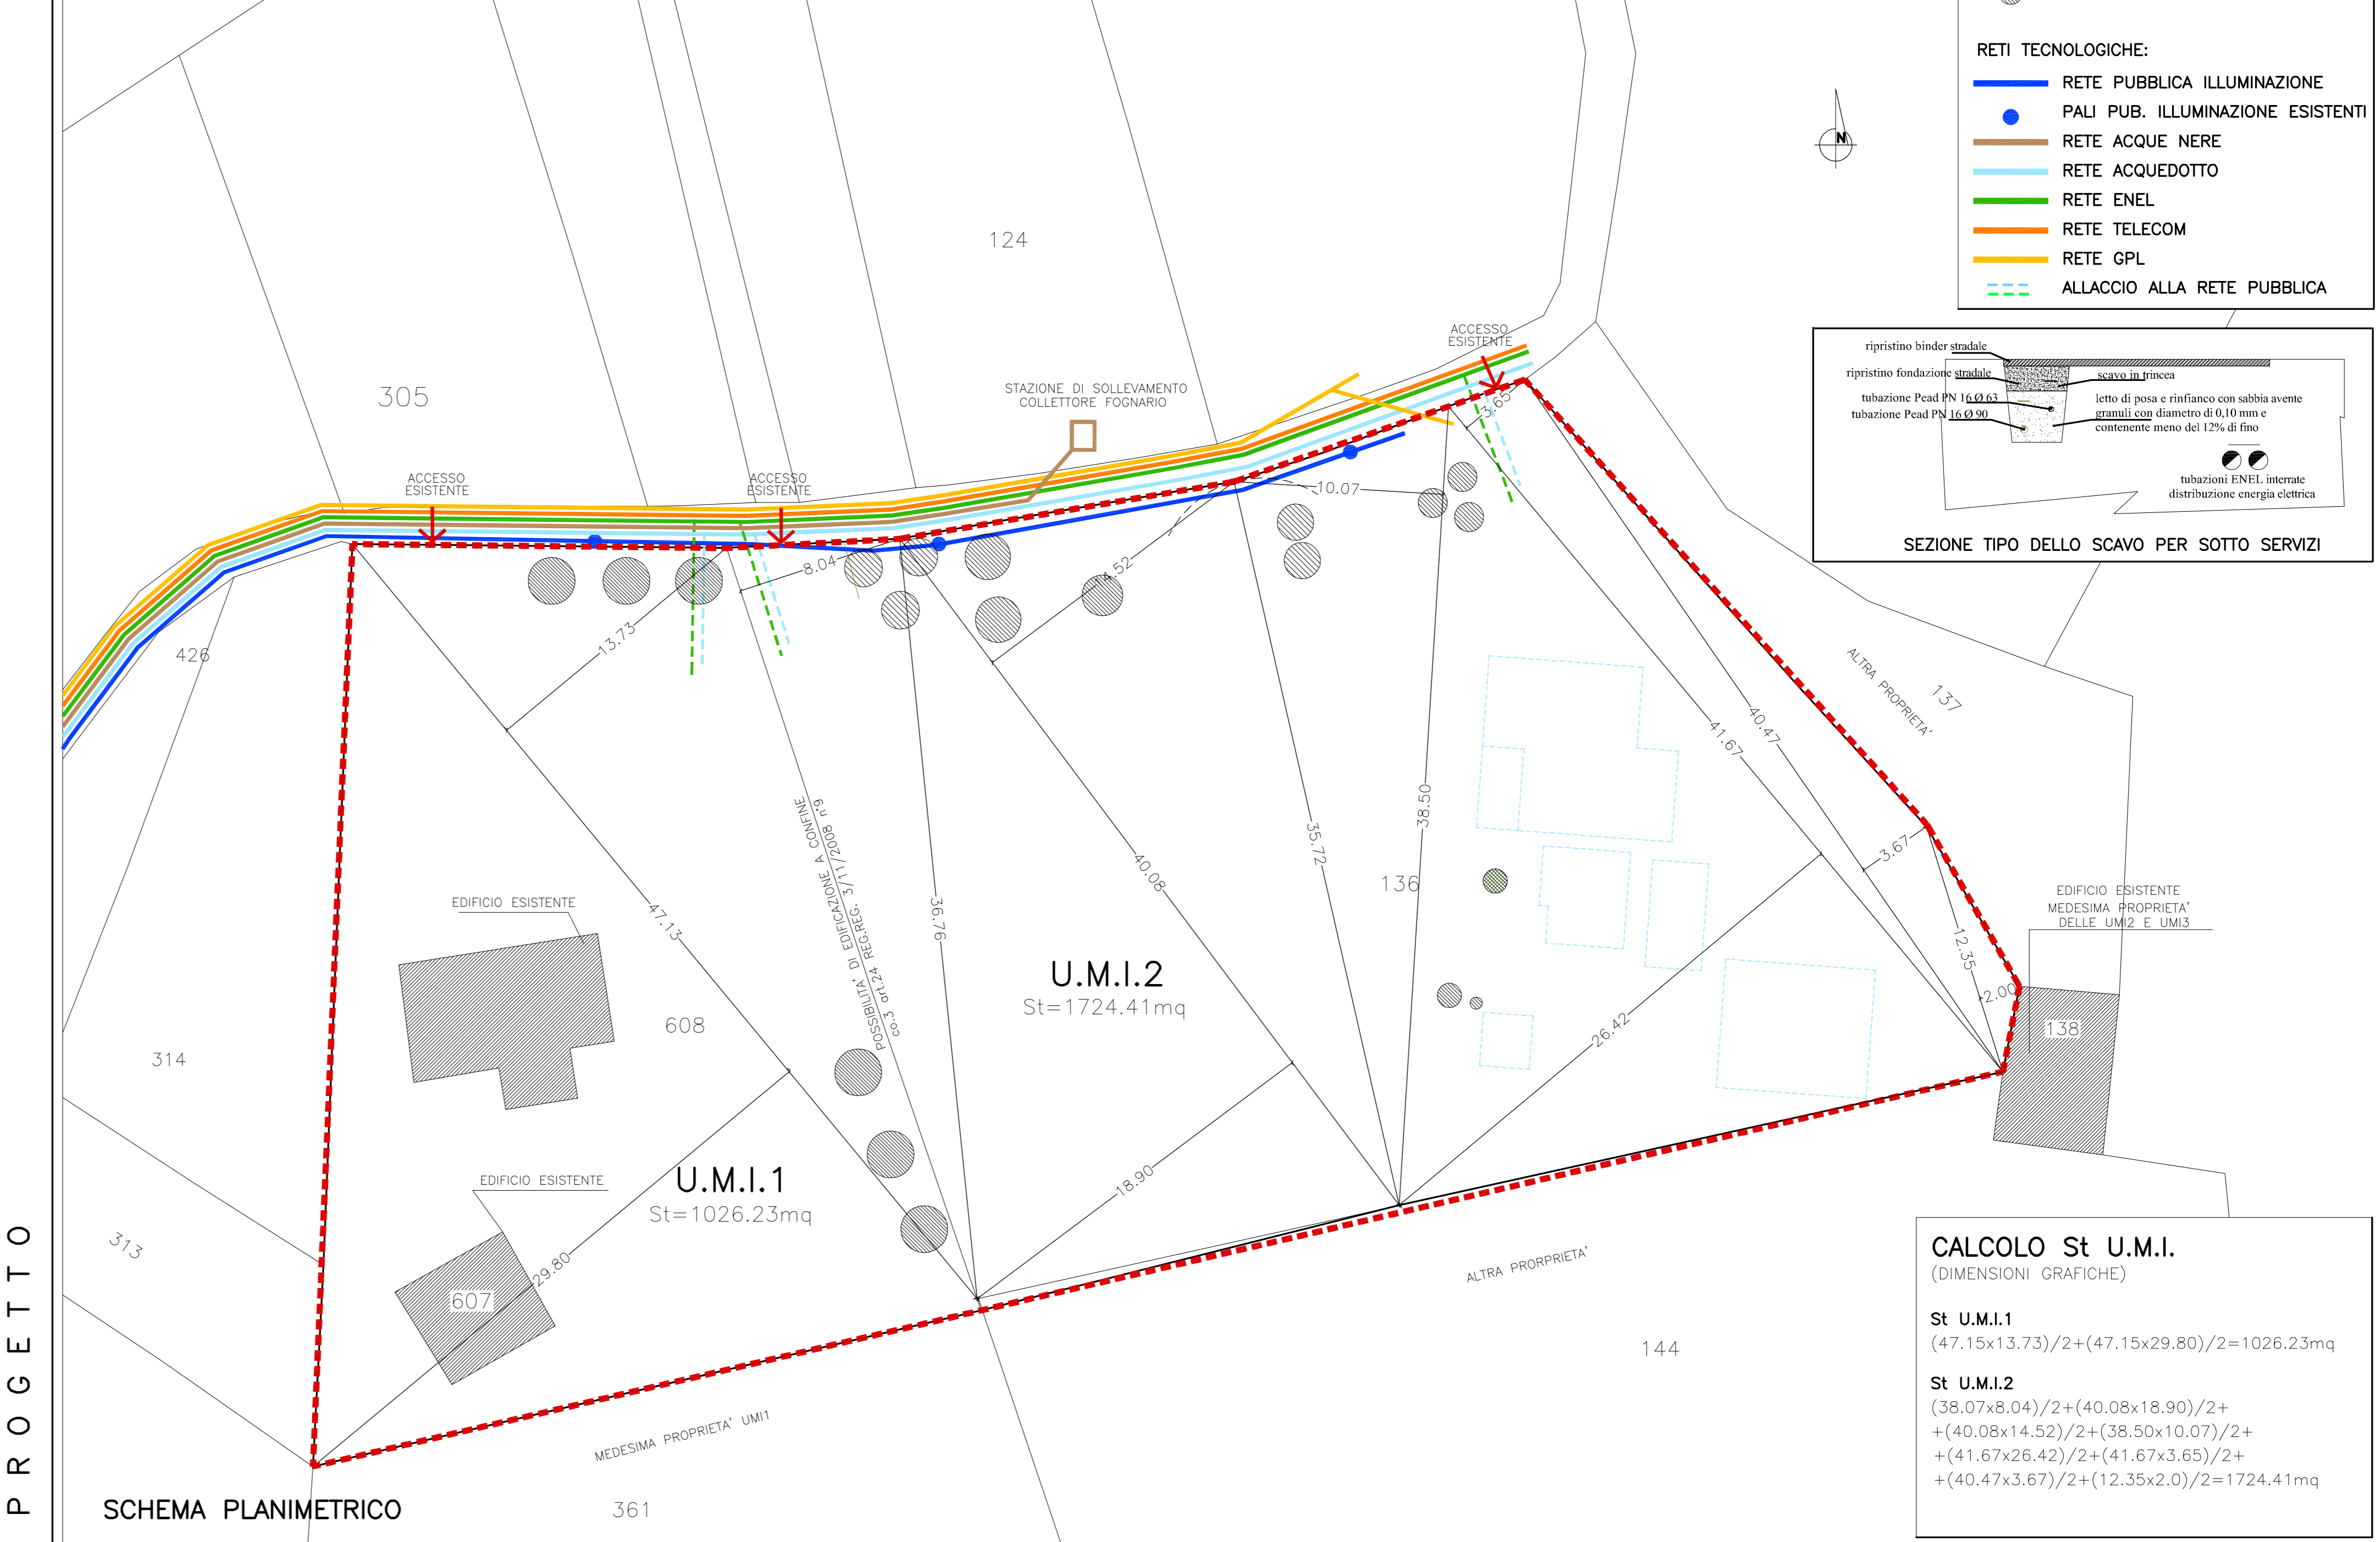 RETI TECNOLOGICHE:
RETE PUBBLICA ILLUMINAZIONE
PALI PUB. ILLUMINAZIONE ESISTENTI
RETE ACQUE NERE
RETE ACQUEDOTTO
RETE ENEL
RETE TELECOM
RETE GPL
ALLACCIO ALLA RETE PUBBLICA
N
ripristino binder stradale
ripristino fondazione stradale
scavo in trincea
tubazione Pead PN 16 Ø 63
tubazione Pead PN 16 Ø 90
letto di posa e rinfianco con sabbia avente
granuli con diametro di 0,10 mm e
contenente meno del 12% di fino
tubazioni ENEL interrate
distribuzione energia elettrica
SEZIONE TIPO DELLO SCAVO PER SOTTO SERVIZI
124
305
ACCESSO
ESISTENTE
STAZIONE DI SOLLEVAMENTO
COLLETTORE FOGNARIO
ACCESSO
ESISTENTE
ACCESSO
ESISTENTE
3.65
10.07
8.04
14.52
13.73
426
ALTRA PROPRIETA'
137
40.47
41.67
POSSIBILITA' DI EDIFICAZIONE A CONFINE
co.3 art.24 REG.REG. 3/11/2008 n°9
38.50
35.72
40.08
3.67
136
EDIFICIO ESISTENTE
47.13
36.76
EDIFICIO ESISTENTE
MEDESIMA PROPRIETA'
DELLE UMI2 E UMI3
12.35
2.00
U.M.I.2
St=1724.41mq
608
26.42
138
314
18.90
U.M.I.1
St=1026.23mq
EDIFICIO ESISTENTE
313
29.80
607
ALTRA PRORPRIETA'
144
MEDESIMA PROPRIETA' UMI1
361
SCHEMA PLANIMETRICO
PROGETTO
CALCOLO St U.M.I.
(DIMENSIONI GRAFICHE)
St U.M.I.1
(47.15x13.73)/2+(47.15x29.80)/2=1026.23mq
St U.M.I.2
(38.07x8.04)/2+(40.08x18.90)/2+
+(40.08x14.52)/2+(38.50x10.07)/2+
+(41.67x26.42)/2+(41.67x3.65)/2+
+(40.47x3.67)/2+(12.35x2.0)/2=1724.41mq